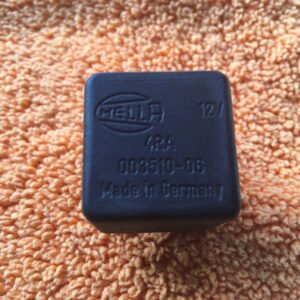 HELLA 12V
4RA
003510-06
Made in Germany